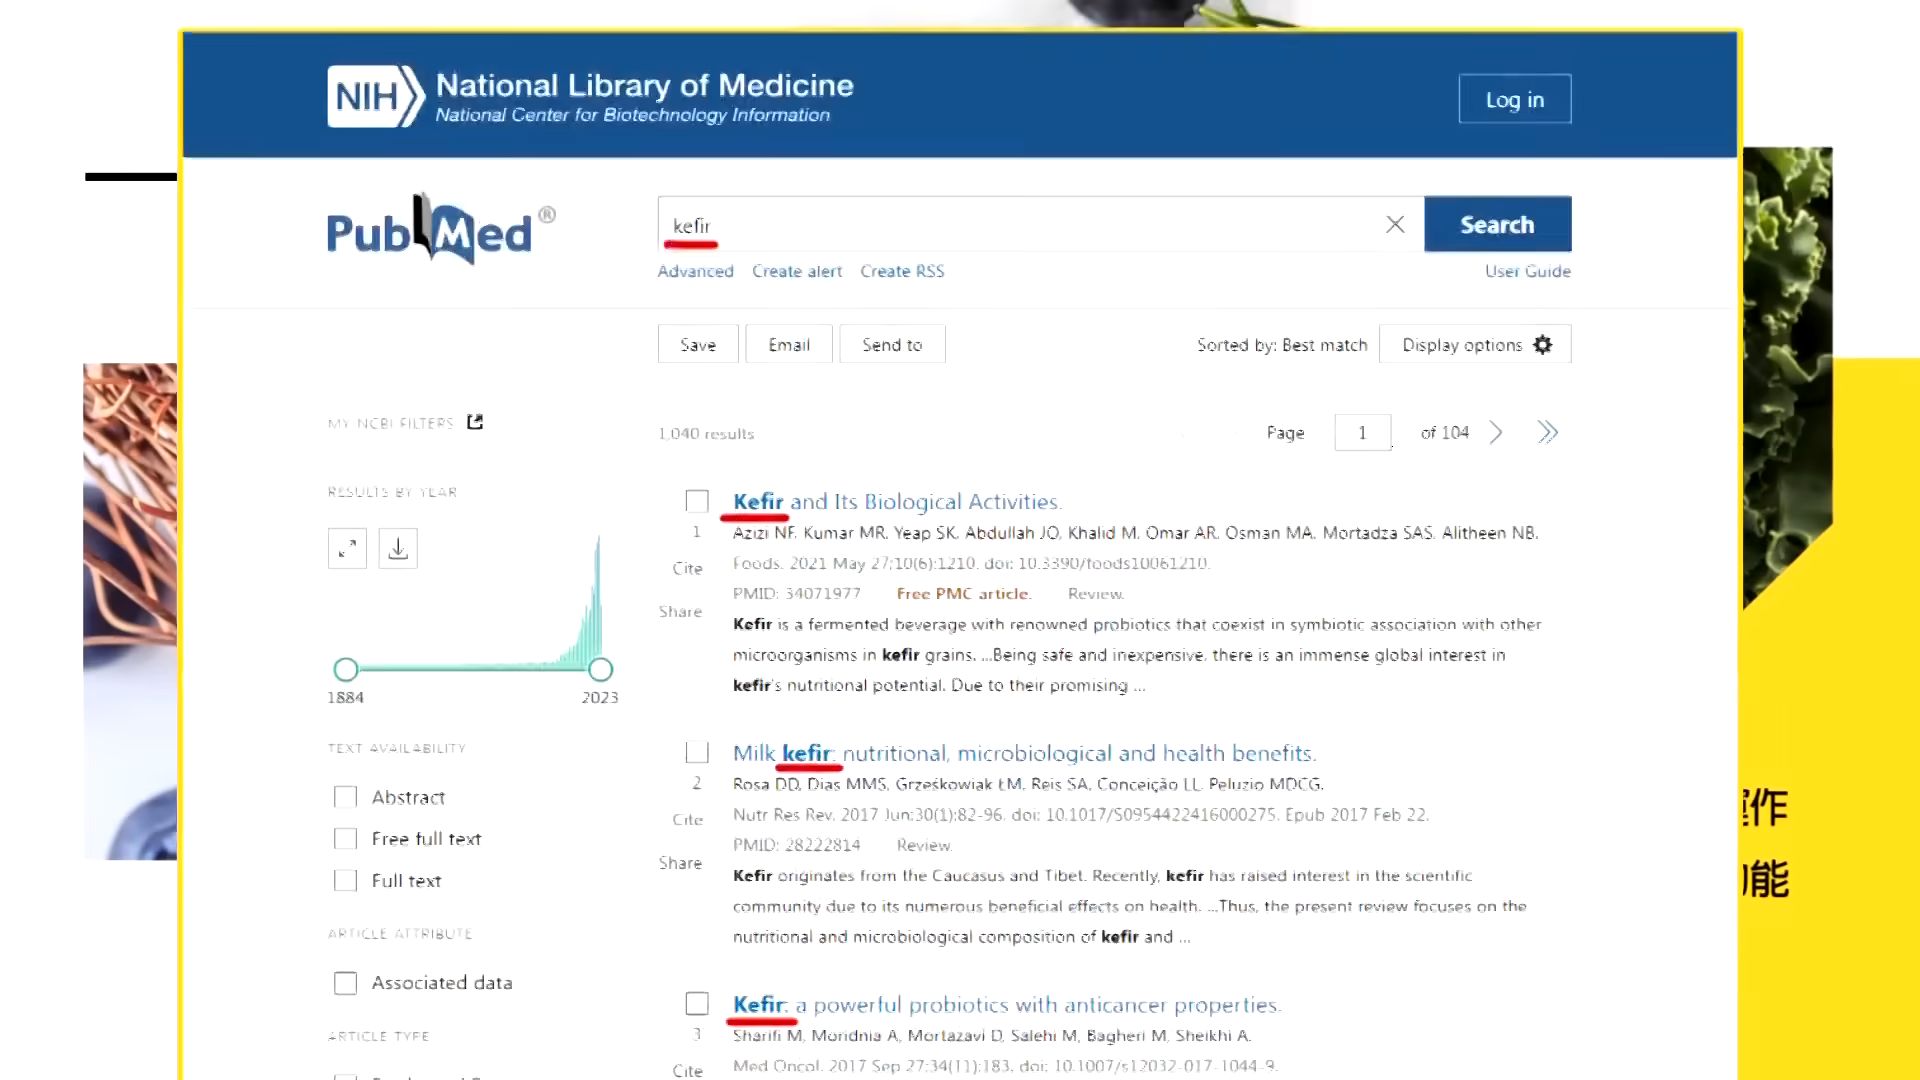 NIH National Library of Medicine
National Center for Biotechnology Information
Log in
PubMed®
kefir
Search
Advanced Create alert Create RSS
User Guide
Save Email Send to
Sorted by: Best match
Display options
MY NCBI FILTERS
1,040 results
Page 1 of 104
RESULTS BY YEAR
1884 2023
TEXT AVAILABILITY
Abstract
Free full text
Full text
ARTICLE ATTRIBUTE
Associated data
ARTICLE TYPE
Kefir and Its Biological Activities.
1
Azizi NF, Kumar MR, Yeap SK, Abdullah JO, Khalid M, Omar AR, Osman MA, Mortadza SAS, Alitheen NB.
Cite
Foods. 2021 May 27;10(6):1210. doi: 10.3390/foods10061210.
PMID: 34071977 Free PMC article. Review.
Share
Kefir is a fermented beverage with renowned probiotics that coexist in symbiotic association with other
microorganisms in kefir grains. ...Being safe and inexpensive, there is an immense global interest in
kefir's nutritional potential. Due to their promising ...
Milk kefir: nutritional, microbiological and health benefits.
2
Rosa DD, Dias MMS, Grześkowiak ŁM, Reis SA, Conceição LL, Peluzio MDCG.
Cite
Nutr Res Rev. 2017 Jun;30(1):82-96. doi: 10.1017/S0954422416000275. Epub 2017 Feb 22.
PMID: 28222814 Review.
Share
Kefir originates from the Caucasus and Tibet. Recently, kefir has raised interest in the scientific
community due to its numerous beneficial effects on health. ...Thus, the present review focuses on the
nutritional and microbiological composition of kefir and ...
Kefir: a powerful probiotics with anticancer properties.
3
Sharifi M, Moridnia A, Mortazavi D, Salehi M, Bagheri M, Sheikhi A.
Cite
Med Oncol. 2017 Sep 27;34(11):183. doi: 10.1007/s12032-017-1044-9.
作
能